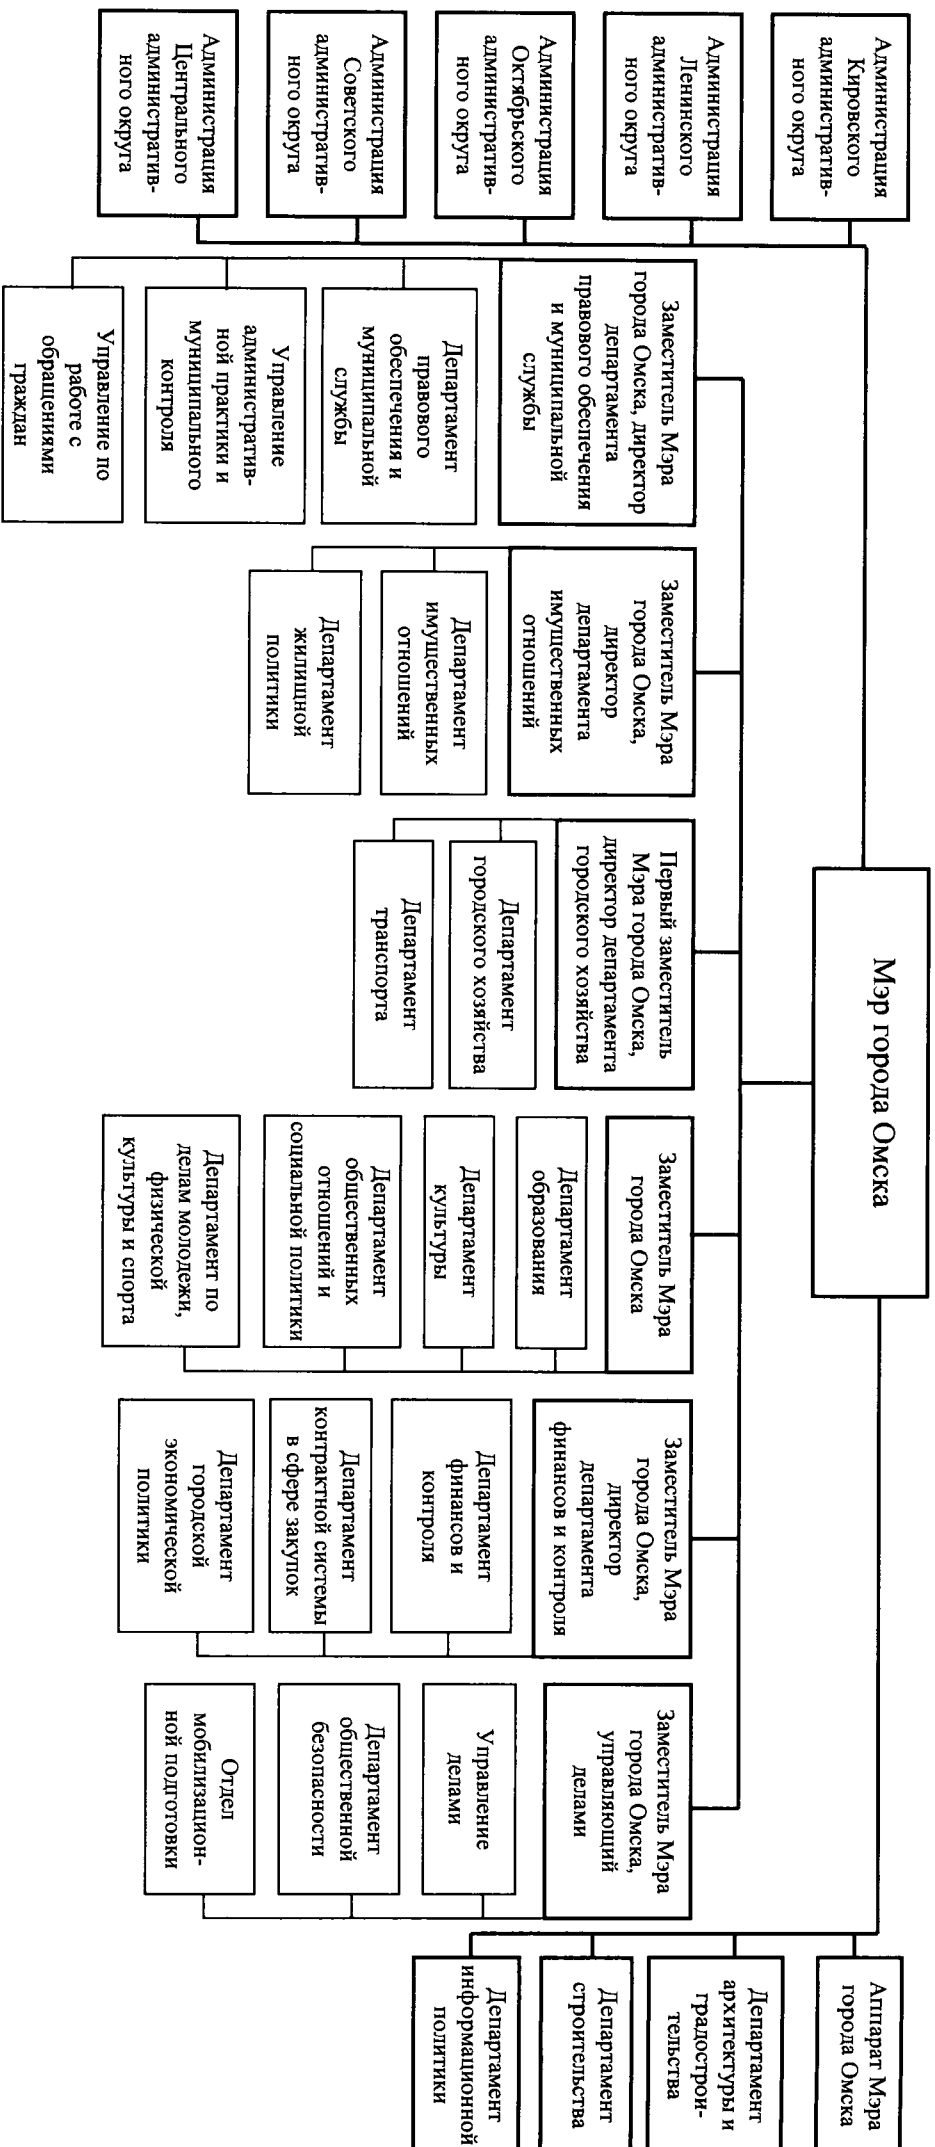 Мэр города Омска
Администрация
Кировского
административ-
ного округа
Администрация
Ленинского
административ-
ного округа
Администрация
Октябрьского
административ-
ного округа
Администрация
Советского
административ-
ного округа
Администрация
Центрального
административ-
ного округа
Заместитель Мэра
города Омска, директор
департамента
правового обеспечения
и муниципальной
службы
Департамент
правового
обеспечения и
муниципальной
службы
Управление
административ-
ной практики и
муниципального
контроля
Управление по
работе с
обращениями
граждан
Заместитель Мэра
города Омска,
директор
департамента
имущественных
отношений
Департамент
имущественных
отношений
Департамент
жилищной
политики
Первый заместитель
Мэра города Омска,
директор департамента
городского хозяйства
Департамент
городского хозяйства
Департамент
транспорта
Заместитель Мэра
города Омска
Департамент
образования
Департамент
культуры
Департамент
общественных
отношений и
социальной политики
Департамент по
делам молодежи,
физической
культуры и спорта
Заместитель Мэра
города Омска,
директор
департамента
финансов и контроля
Департамент
финансов и
контроля
Департамент
контрактной системы
в сфере закупок
Департамент
городской
экономической
политики
Заместитель Мэра
города Омска,
управляющий
делами
Управление
делами
Департамент
общественной
безопасности
Отдел
мобилизацион-
ной подготовки
Аппарат Мэра
города Омска
Департамент
архитектуры и
градострои-
тельства
Департамент
строительства
Департамент
информационной
политики